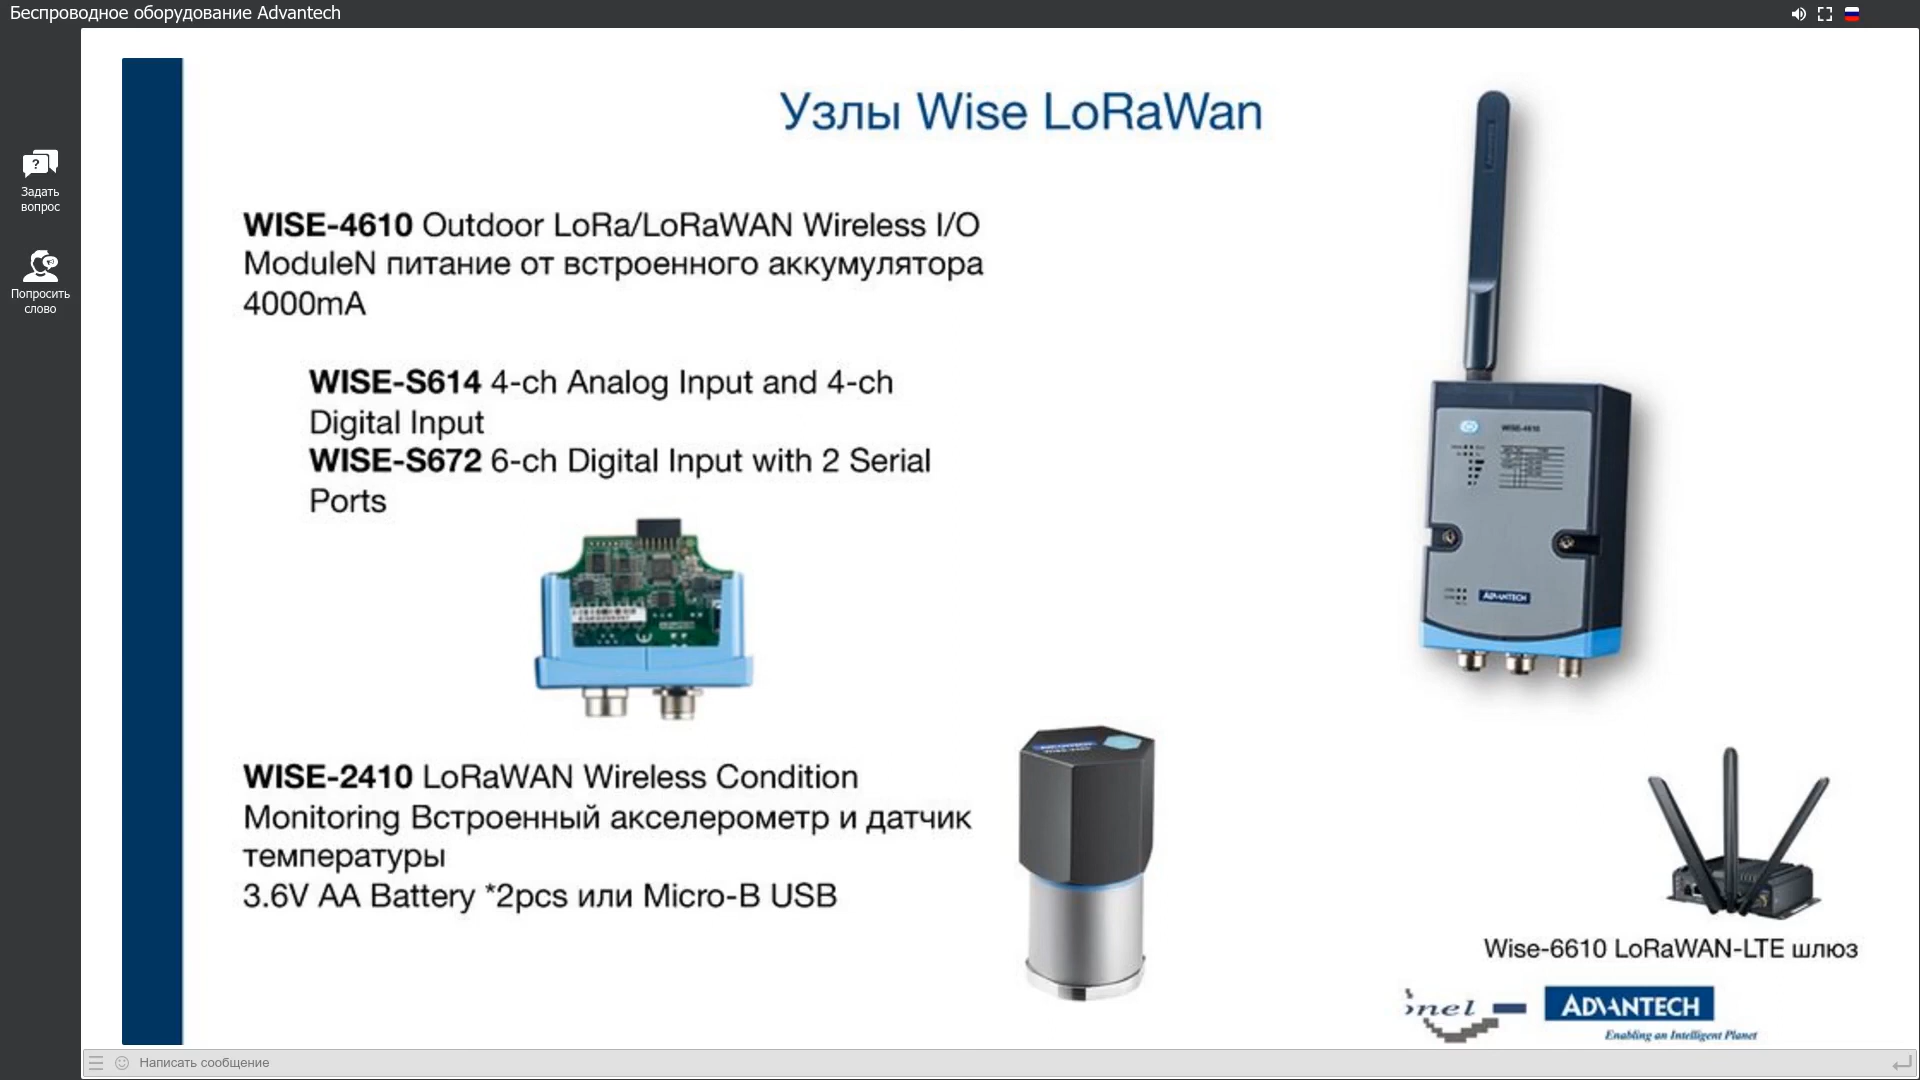 Беспроводное оборудование Advantech
Задать
вопрос
Попросить
слово
Узлы Wise LoRaWan
WISE-4610 Outdoor LoRa/LoRaWAN Wireless I/O
ModuleN питание от встроенного аккумулятора
4000mA
WISE-S614 4-ch Analog Input and 4-ch
Digital Input
WISE-S672 6-ch Digital Input with 2 Serial
Ports
WISE-4610
ADVANTECH
WISE-2410 LoRaWAN Wireless Condition
Monitoring Встроенный акселерометр и датчик
температуры
3.6V AA Battery *2pcs или Micro-B USB
Wise-6610 LoRaWAN-LTE шлюз
ADVANTECH
Enabling an Intelligent Planet
Написать сообщение